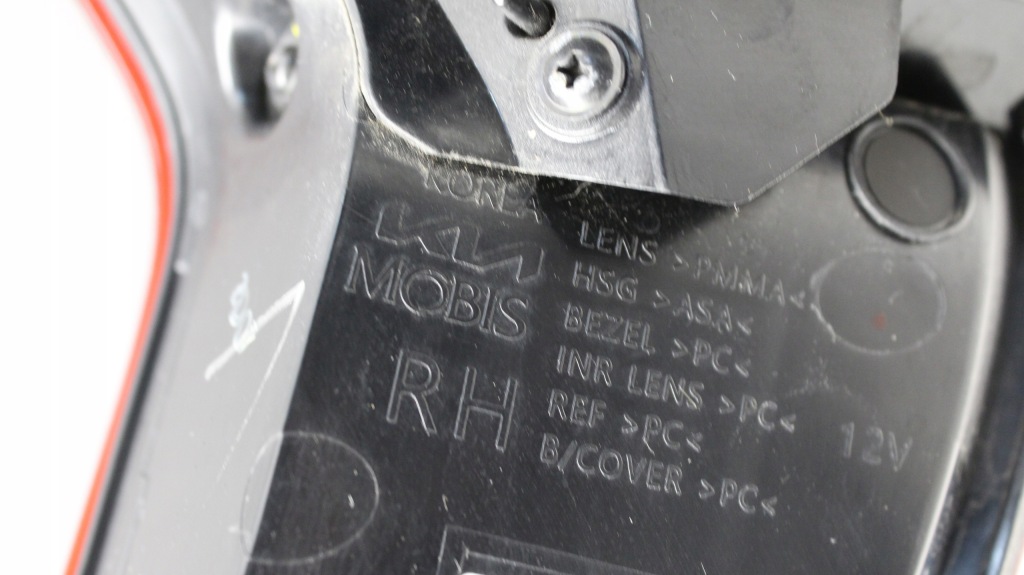 KOREA
KIA
MOBIS
RH
LENS >PMMA<
HSG >ASA<
BEZEL >PC<
INR LENS >PC<
REF >PC<
B/COVER >PC<
12V